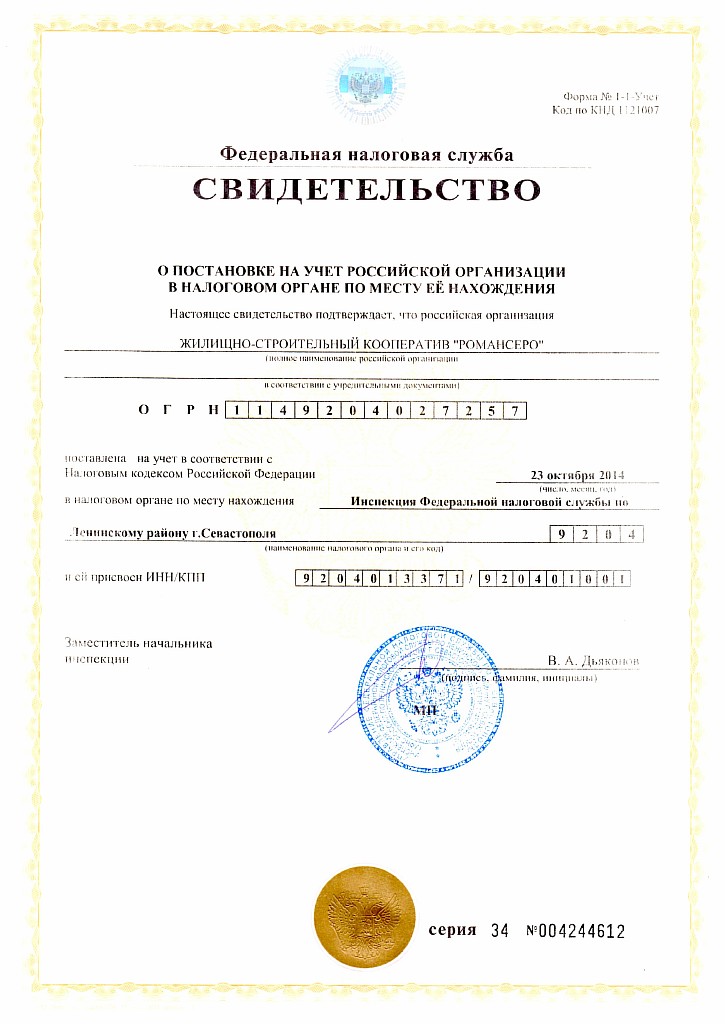 Форма № 1-1-Учет
Код по КНД 1121007
Федеральная налоговая служба
СВИДЕТЕЛЬСТВО
О ПОСТАНОВКЕ НА УЧЕТ РОССИЙСКОЙ ОРГАНИЗАЦИИ
В НАЛОГОВОМ ОРГАНЕ ПО МЕСТУ ЕЁ НАХОЖДЕНИЯ
Настоящее свидетельство подтверждает, что российская организация
ЖИЛИЩНО-СТРОИТЕЛЬНЫЙ КООПЕРАТИВ "РОМАНСЕРО"
(полное наименование российской организации
в соответствии с учредительными документами)
О Г Р Н 1 1 4 9 2 0 4 0 2 7 2 5 7
поставлена на учет в соответствии с
Налоговым кодексом Российской Федерации 23 октября 2014
(число, месяц, год)
в налоговом органе по месту нахождения Инспекция Федеральной налоговой службы по
Ленинскому району г.Севастополя 9 2 0 4
(наименование налогового органа и его код)
и ей присвоен ИНН/КПП 9 2 0 4 0 1 3 3 7 1 / 9 2 0 4 0 1 0 0 1
Заместитель начальника
инспекции В. А. Дьяконов
(подпись, фамилия, инициалы)
МП
серия 34 №004244612